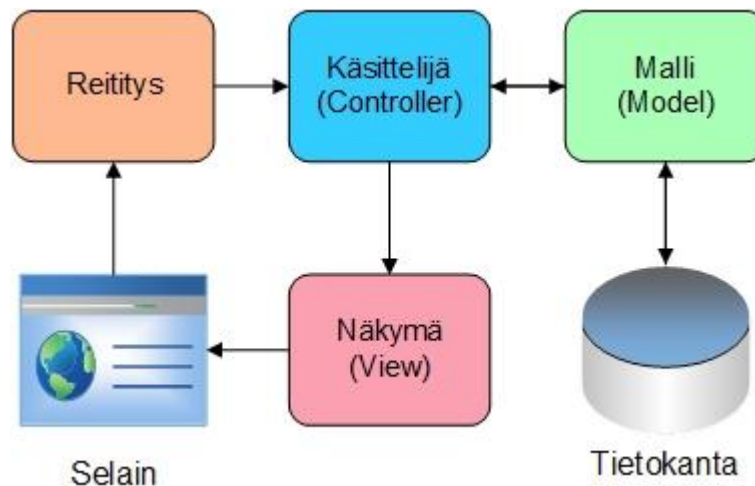 Reititys
Käsittelijä
(Controller)
Malli
(Model)
Näkymä
(View)
Selain
Tietokanta